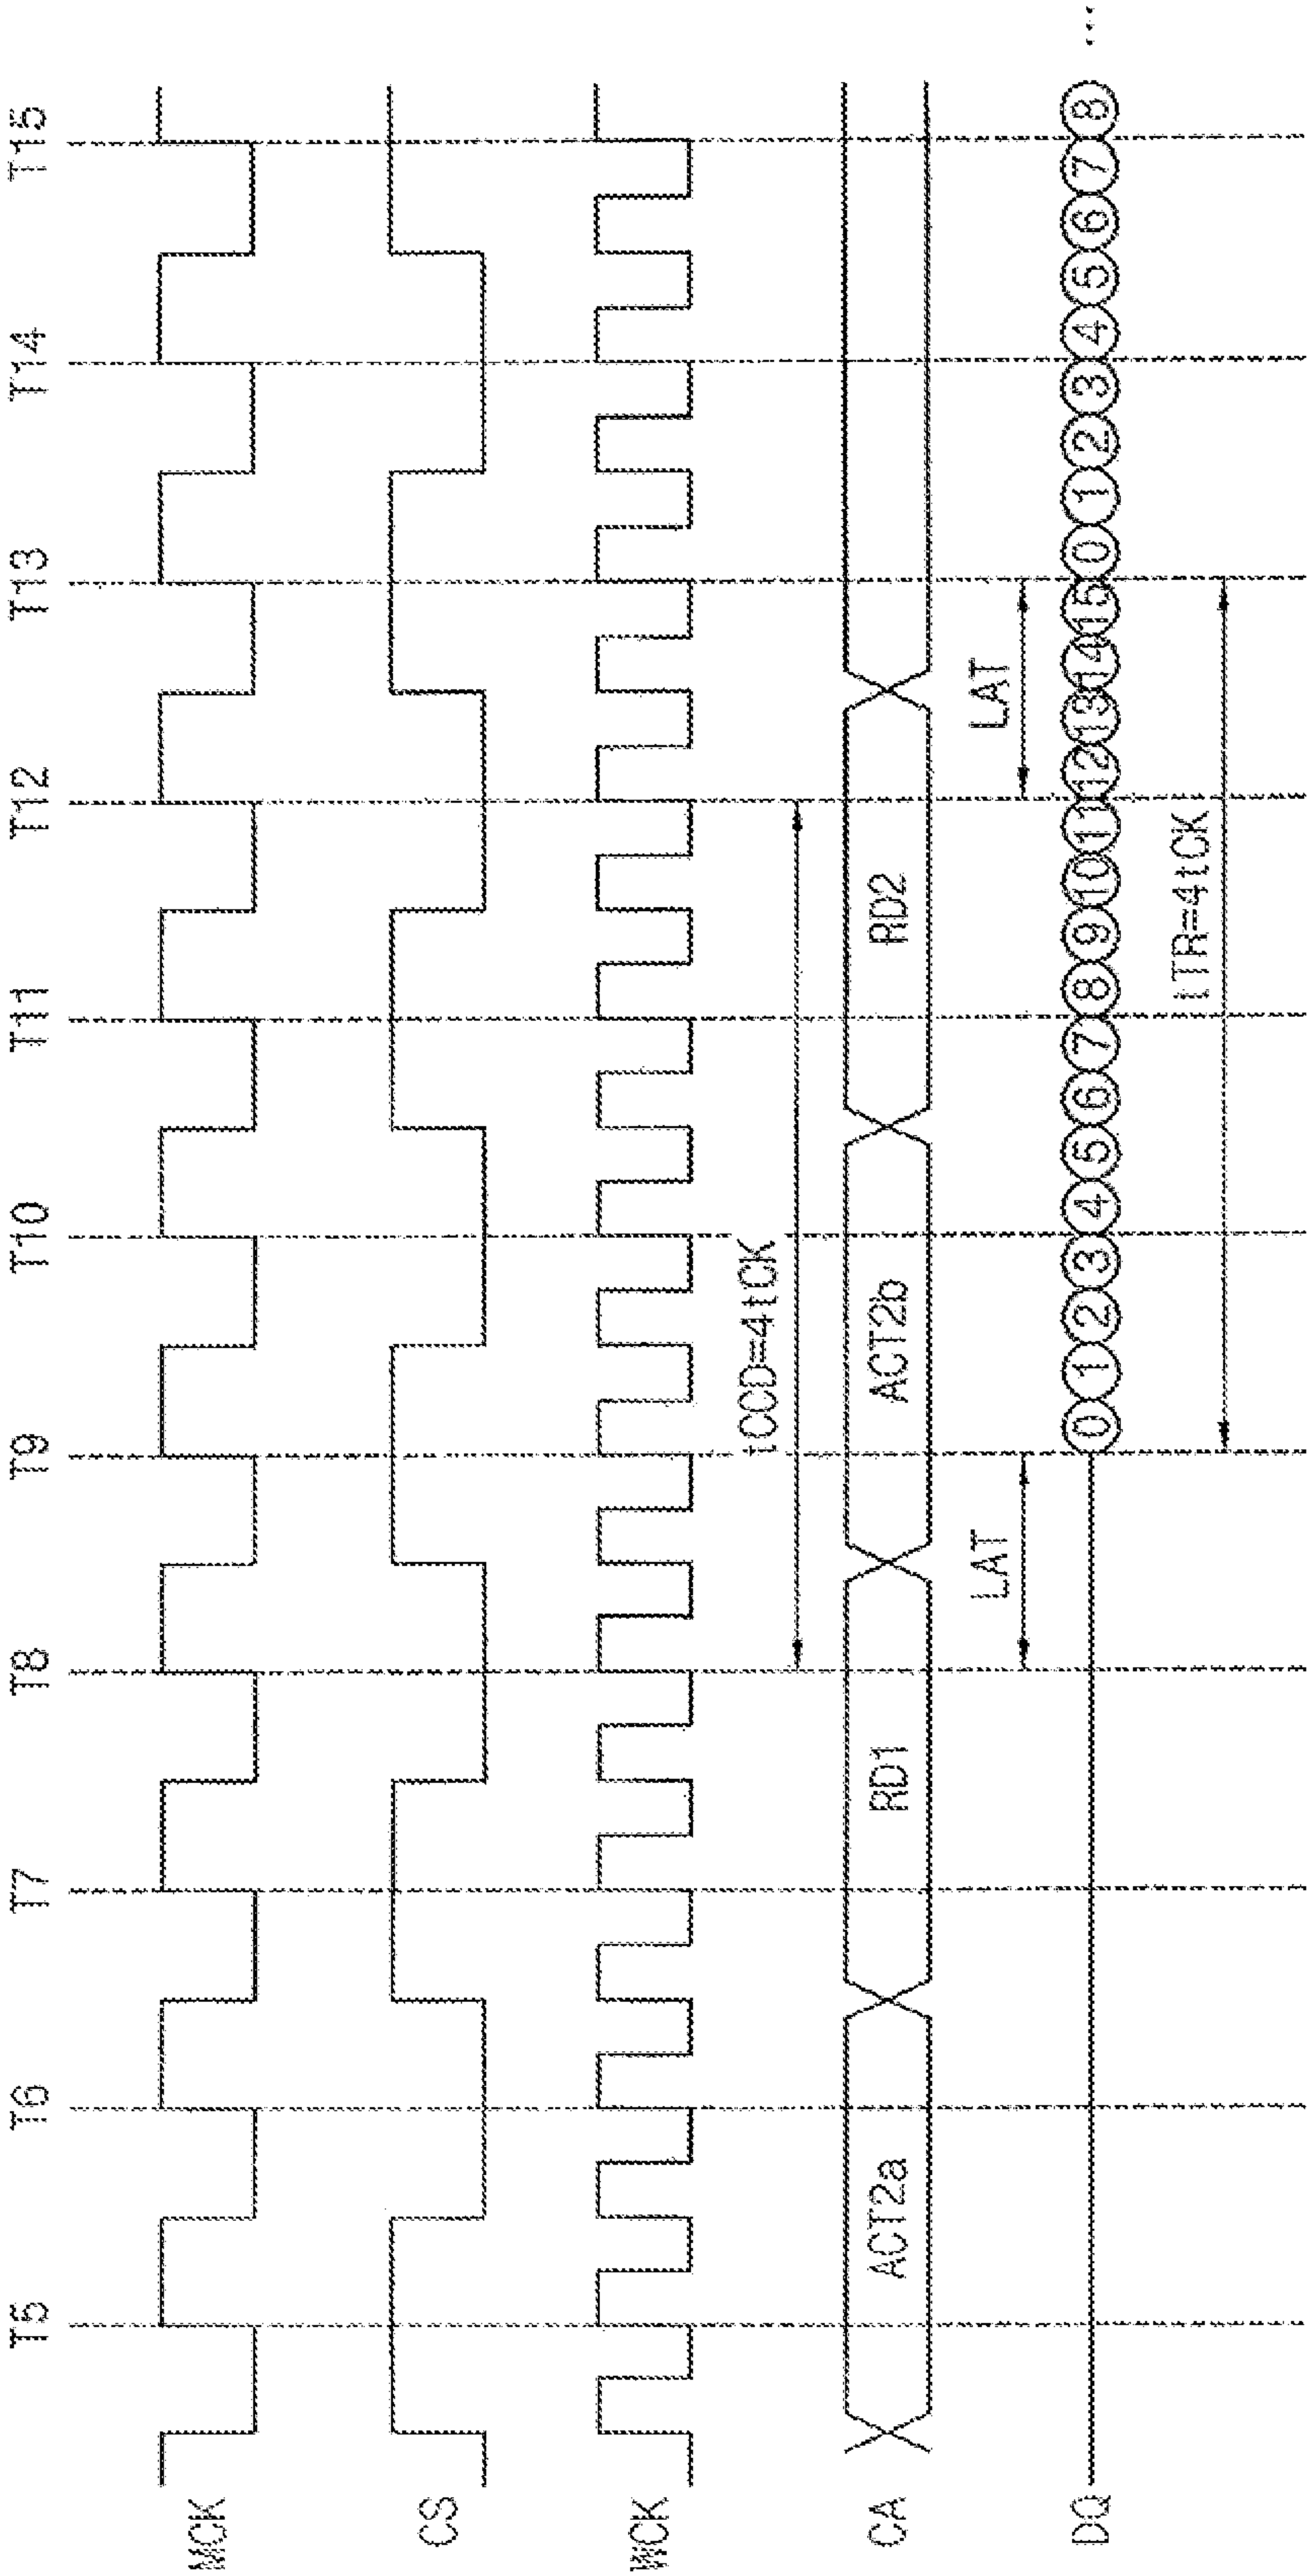 T5 T6 T7 T8 T9 T10 T11 T12 T13 T14 T15
MCK
CS
WCK
tCCD=4tCK
CA ACT2a RD1 ACT2b RD2
LAT LAT
DQ 0 1 2 3 4 5 6 7 8 9 10 11 12 13 14 15 0 1 2 3 4 5 6 7 8 ...
tTR=4tCK